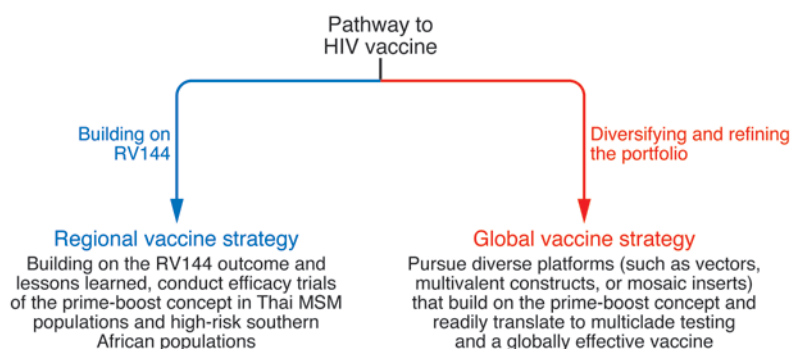 Pathway to
HIV vaccine
Building on
RV144
Diversifying and refining
the portfolio
Regional vaccine strategy
Building on the RV144 outcome and
lessons learned, conduct efficacy trials
of the prime-boost concept in Thai MSM
populations and high-risk southern
African populations
Global vaccine strategy
Pursue diverse platforms (such as vectors,
multivalent constructs, or mosaic inserts)
that build on the prime-boost concept and
readily translate to multiclade testing
and a globally effective vaccine